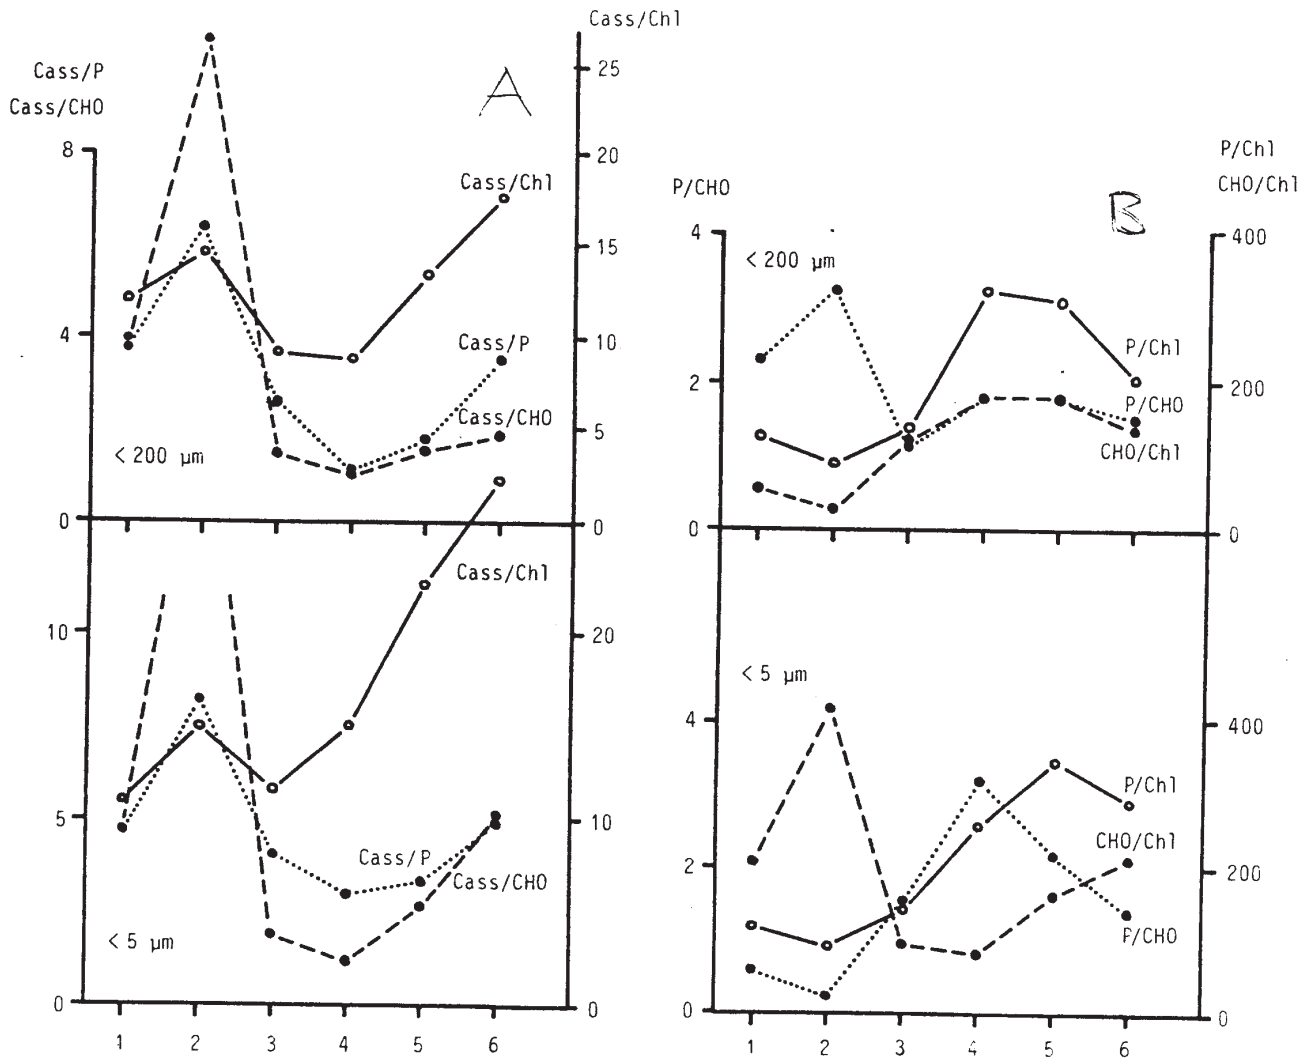 Cass/Chl
Cass/P
Cass/CHO
A
25
8
20
Cass/Chl
15
4
10
Cass/P
Cass/CHO
5
< 200 µm
0
0
Cass/Chl
10
20
5
10
Cass/P
Cass/CHO
< 5 µm
0
0
1 2 3 4 5 6
P/Chl
P/CHO
CHO/Chl
B
4
400
< 200 µm
P/Chl
2
200
P/CHO
CHO/Chl
0
0
< 5 µm
4
400
P/Chl
CHO/Chl
2
200
P/CHO
0
0
1 2 3 4 5 6